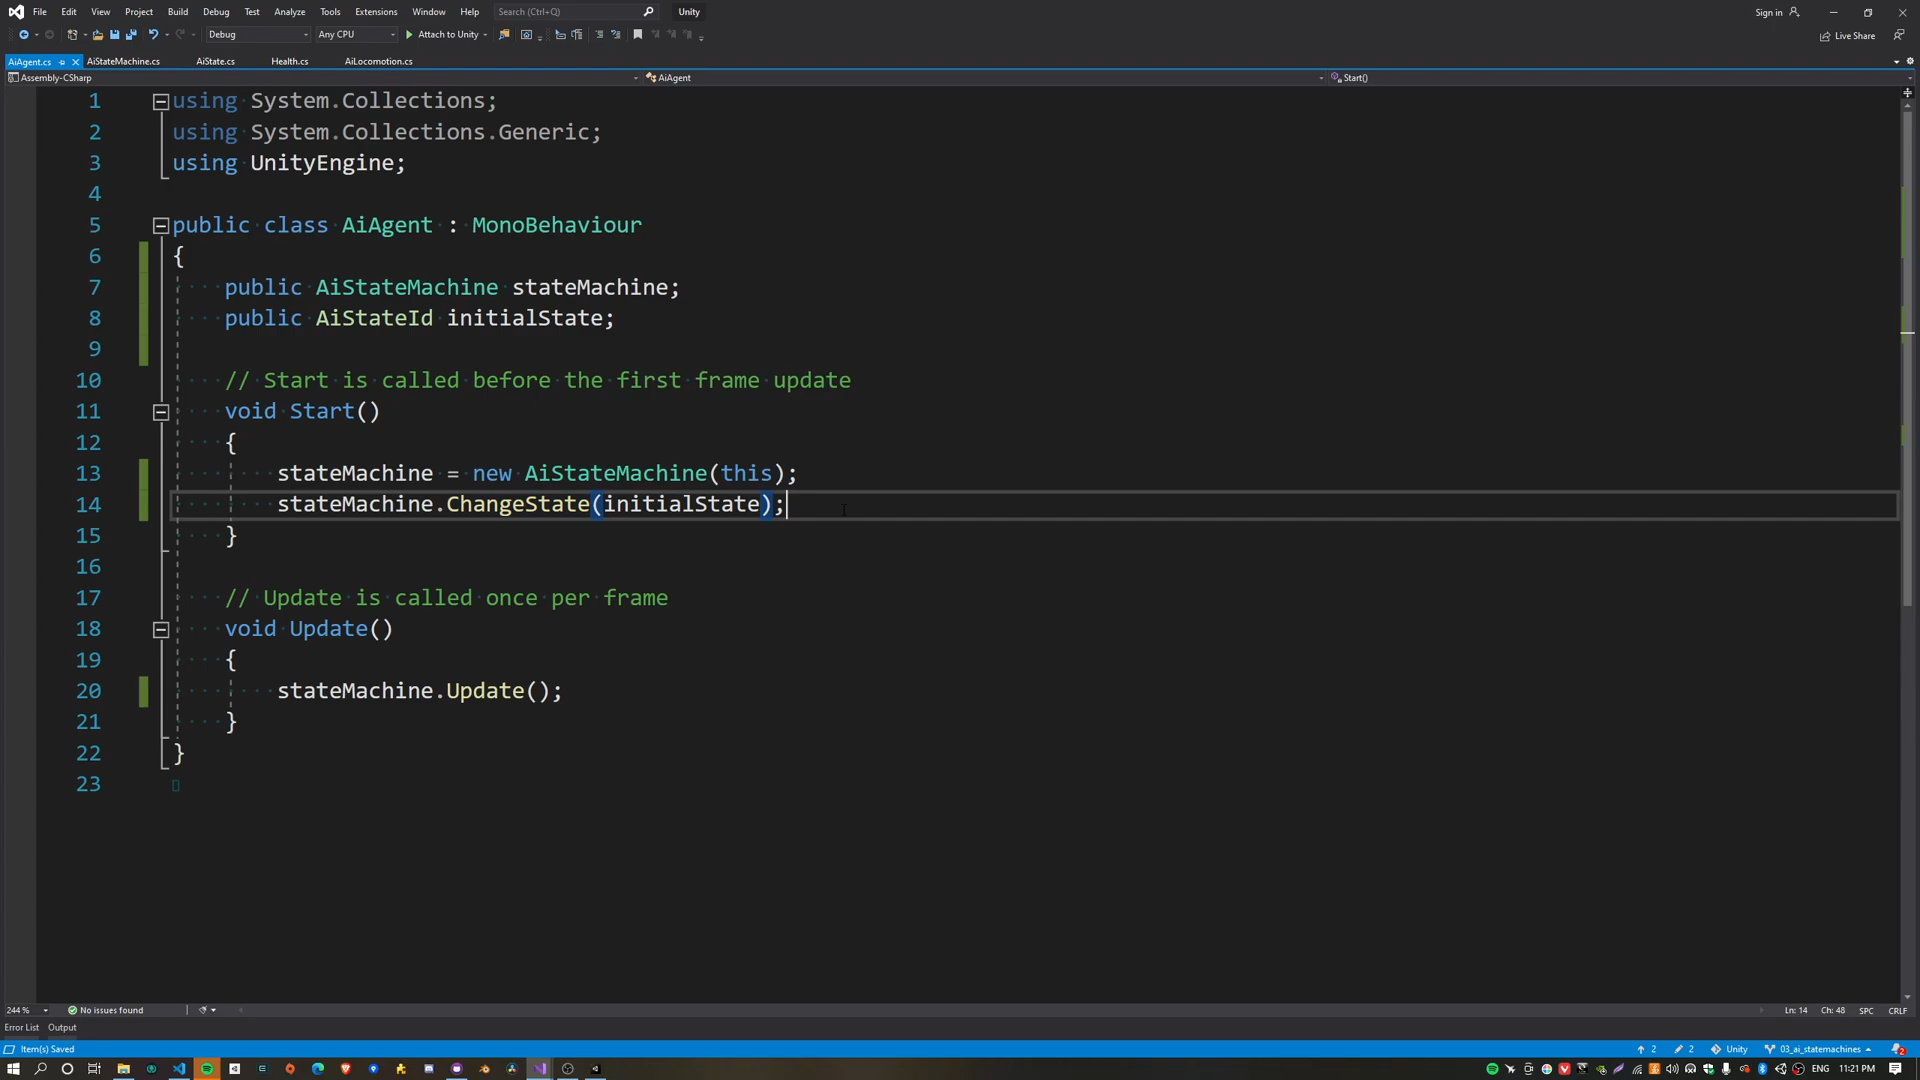 File Edit View Project Build Debug Test Analyze Tools Extensions Window Help Search (Ctrl+Q) Unity Sign in
Debug Any CPU Attach to Unity Live Share
AiAgent.cs AiStateMachine.cs AiState.cs Health.cs AiLocomotion.cs
Assembly-CSharp AiAgent Start()
1 using System.Collections;
2 using System.Collections.Generic;
3 using UnityEngine;
4
5 public class AiAgent : MonoBehaviour
6 {
7 public AiStateMachine stateMachine;
8 public AiStateId initialState;
9
10 // Start is called before the first frame update
11 void Start()
12 {
13 stateMachine = new AiStateMachine(this);
14 stateMachine.ChangeState(initialState);
15 }
16
17 // Update is called once per frame
18 void Update()
19 {
20 stateMachine.Update();
21 }
22 }
23
244 % No issues found Ln: 14 Ch: 48 SPC CRLF
Error List Output
Item(s) Saved 2 2 Unity 03_ai_statemachines 2
ENG 11:21 PM